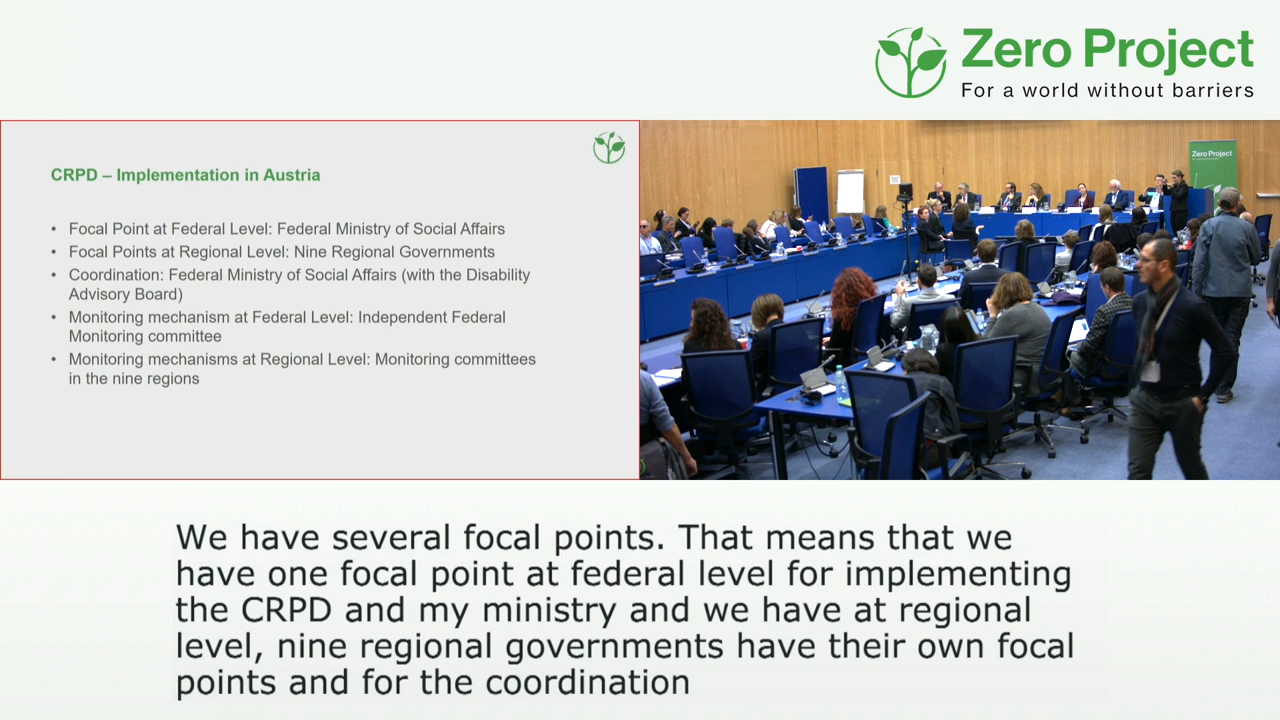 Zero Project
For a world without barriers
CRPD – Implementation in Austria
• Focal Point at Federal Level: Federal Ministry of Social Affairs
• Focal Points at Regional Level: Nine Regional Governments
• Coordination: Federal Ministry of Social Affairs (with the Disability
Advisory Board)
• Monitoring mechanism at Federal Level: Independent Federal
Monitoring committee
• Monitoring mechanisms at Regional Level: Monitoring committees
in the nine regions
Zero Project
We have several focal points. That means that we
have one focal point at federal level for implementing
the CRPD and my ministry and we have at regional
level, nine regional governments have their own focal
points and for the coordination